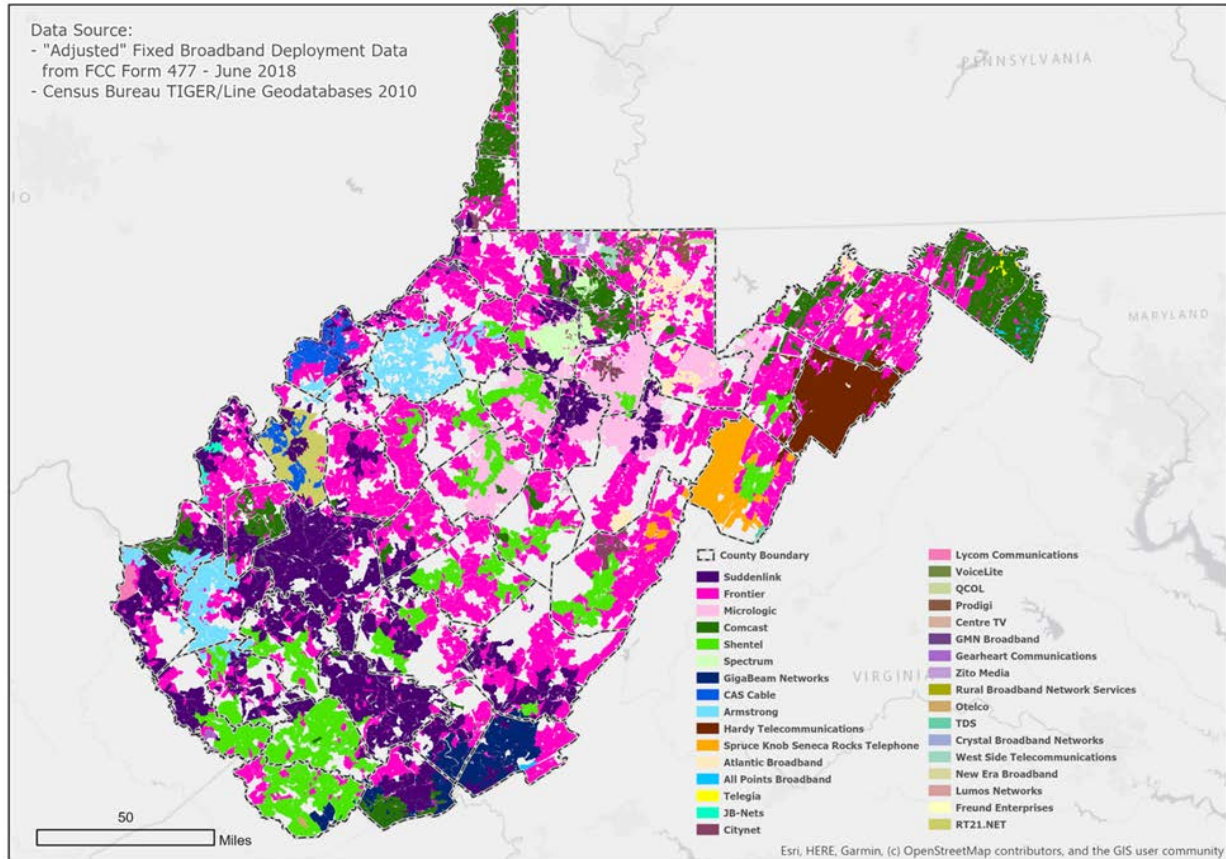 Data Source:
- "Adjusted" Fixed Broadband Deployment Data
from FCC Form 477 - June 2018
- Census Bureau TIGER/Line Geodatabases 2010
PENNSYLVANIA
IO
MARYLAND
VIRGINIA
County Boundary
Suddenlink
Frontier
Micrologic
Comcast
Shentel
Spectrum
GigaBeam Networks
CAS Cable
Armstrong
Hardy Telecommunications
Spruce Knob Seneca Rocks Telephone
Atlantic Broadband
All Points Broadband
Telegia
JB-Nets
Citynet
Lycom Communications
VoiceLite
QCOL
Prodigi
Centre TV
GMN Broadband
Gearheart Communications
Zito Media
Rural Broadband Network Services
Otelco
TDS
Crystal Broadband Networks
West Side Telecommunications
New Era Broadband
Lumos Networks
Freund Enterprises
RT21.NET
50
Miles
Esri, HERE, Garmin, (c) OpenStreetMap contributors, and the GIS user community